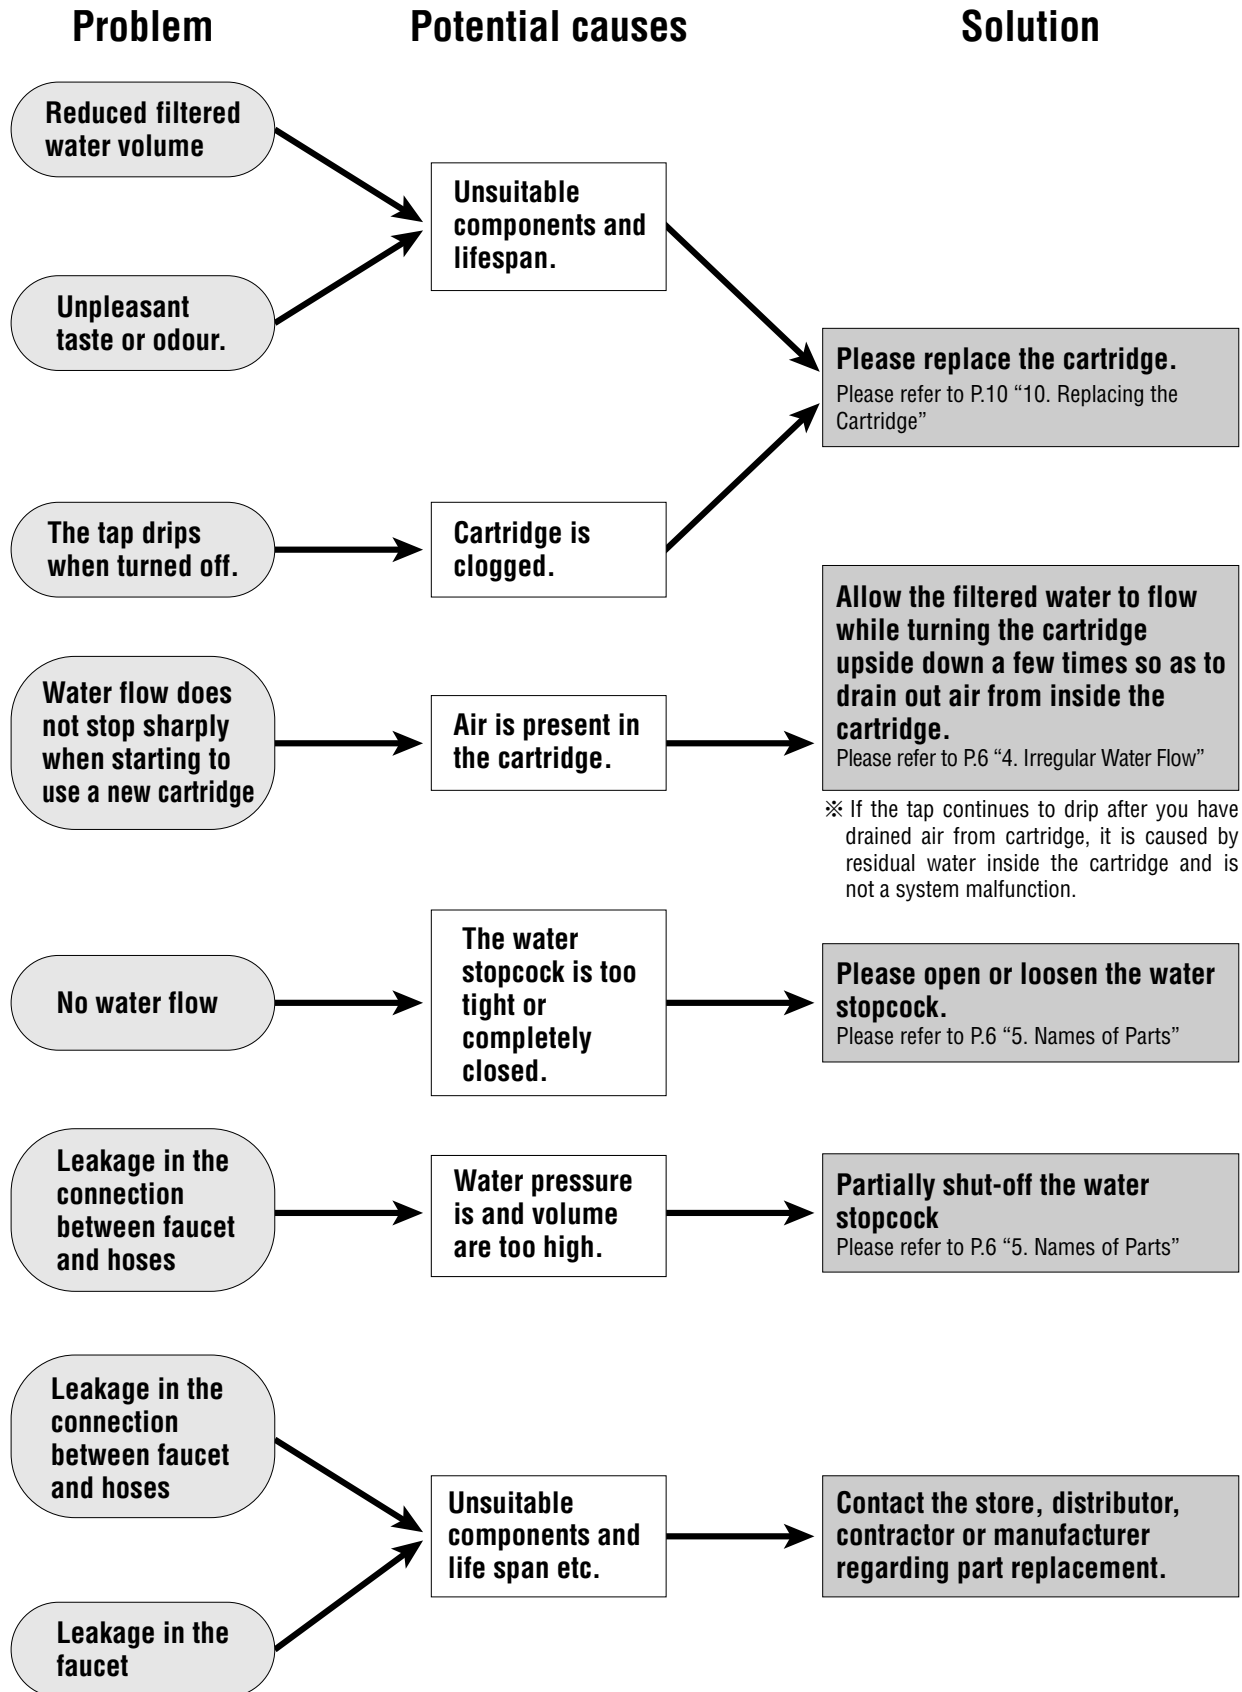 Problem
Potential causes
Solution
Reduced filtered
water volume
Unsuitable
components and
lifespan.
Unpleasant
taste or odour.
Please replace the cartridge.
Please refer to P.10 “10. Replacing the
Cartridge”
The tap drips
when turned off.
Cartridge is
clogged.
Water flow does
not stop sharply
when starting to
use a new cartridge
Air is present in
the cartridge.
Allow the filtered water to flow
while turning the cartridge
upside down a few times so as to
drain out air from inside the
cartridge.
Please refer to P.6 “4. Irregular Water Flow”
※ If the tap continues to drip after you have
drained air from cartridge, it is caused by
residual water inside the cartridge and is
not a system malfunction.
No water flow
The water
stopcock is too
tight or
completely
closed.
Please open or loosen the water
stopcock.
Please refer to P.6 “5. Names of Parts”
Leakage in the
connection
between faucet
and hoses
Water pressure
is and volume
are too high.
Partially shut-off the water
stopcock
Please refer to P.6 “5. Names of Parts”
Leakage in the
connection
between faucet
and hoses
Unsuitable
components and
life span etc.
Contact the store, distributor,
contractor or manufacturer
regarding part replacement.
Leakage in the
faucet